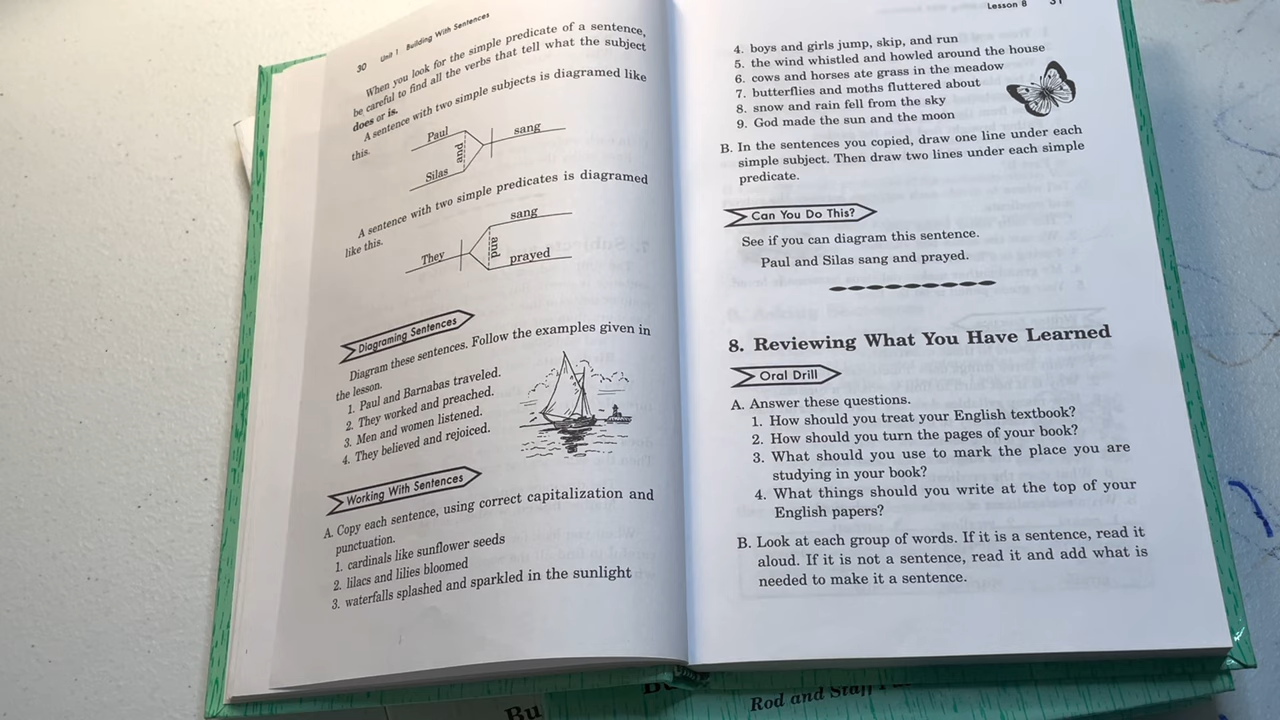 30 Unit 1 Building With Sentences
When you look for the simple predicate of a sentence,
be careful to find all the verbs that tell what the subject
does or is.
A sentence with two simple subjects is diagramed like
this.
Paul
and
Silas
sang
A sentence with two simple predicates is diagramed
like this.
They
and
sang
prayed
Diagraming Sentences
Diagram these sentences. Follow the examples given in
the lesson.
1. Paul and Barnabas traveled.
2. They worked and preached.
3. Men and women listened.
4. They believed and rejoiced.
Working With Sentences
A. Copy each sentence, using correct capitalization and
punctuation.
1. cardinals like sunflower seeds
2. lilacs and lilies bloomed
3. waterfalls splashed and sparkled in the sunlight
Lesson 8 31
4. boys and girls jump, skip, and run
5. the wind whistled and howled around the house
6. cows and horses ate grass in the meadow
7. butterflies and moths fluttered about
8. snow and rain fell from the sky
9. God made the sun and the moon
B. In the sentences you copied, draw one line under each
simple subject. Then draw two lines under each simple
predicate.
Can You Do This?
See if you can diagram this sentence.
Paul and Silas sang and prayed.
8. Reviewing What You Have Learned
Oral Drill
A. Answer these questions.
1. How should you treat your English textbook?
2. How should you turn the pages of your book?
3. What should you use to mark the place you are
studying in your book?
4. What things should you write at the top of your
English papers?
B. Look at each group of words. If it is a sentence, read it
aloud. If it is not a sentence, read it and add what is
needed to make it a sentence.
Rod and Staff